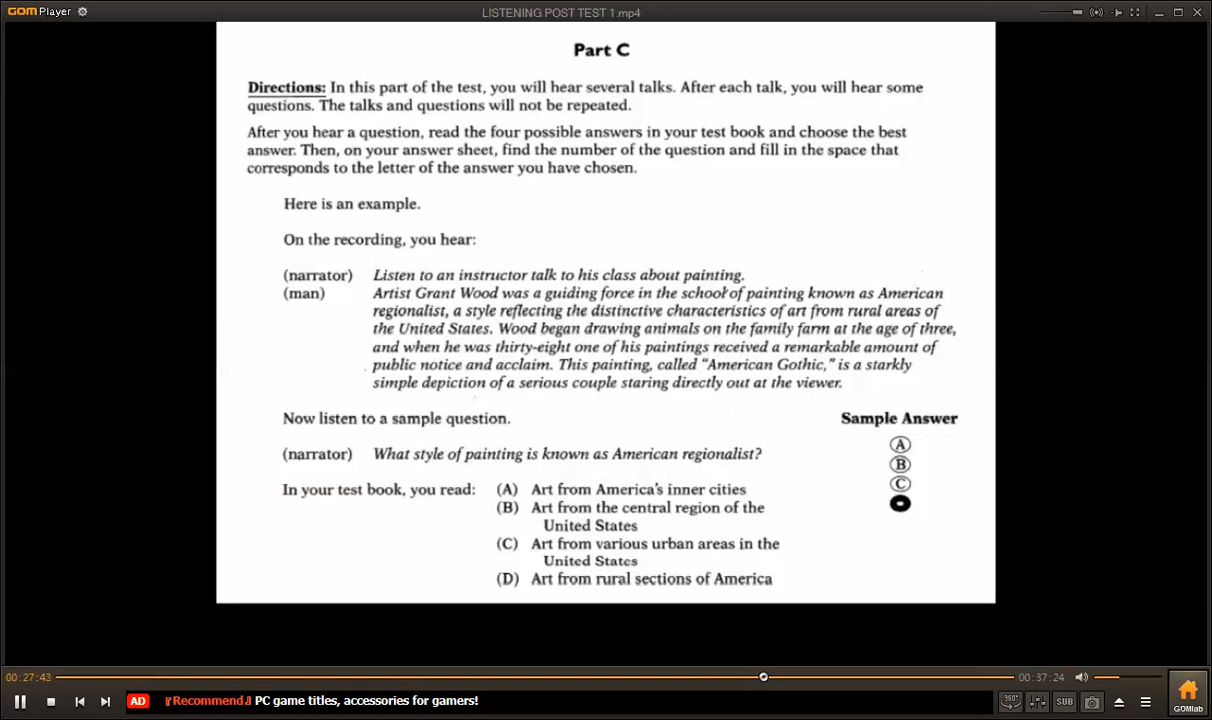 GOM Player
LISTENING POST TEST 1.mp4
Part C
Directions: In this part of the test, you will hear several talks. After each talk, you will hear some
questions. The talks and questions will not be repeated.
After you hear a question, read the four possible answers in your test book and choose the best
answer. Then, on your answer sheet, find the number of the question and fill in the space that
corresponds to the letter of the answer you have chosen.
Here is an example.
On the recording, you hear:
(narrator) Listen to an instructor talk to his class about painting.
(man) Artist Grant Wood was a guiding force in the school of painting known as American
regionalist, a style reflecting the distinctive characteristics of art from rural areas of
the United States. Wood began drawing animals on the family farm at the age of three,
and when he was thirty-eight one of his paintings received a remarkable amount of
public notice and acclaim. This painting, called “American Gothic,” is a starkly
simple depiction of a serious couple staring directly out at the viewer.
Now listen to a sample question. Sample Answer
(narrator) What style of painting is known as American regionalist?
In your test book, you read: (A) Art from America's inner cities
(B) Art from the central region of the
United States
(C) Art from various urban areas in the
United States
(D) Art from rural sections of America
A
B
C
00:27:43
00:37:24
AD 『Recommend』 PC game titles, accessories for gamers!
360°
SUB
GOMlab